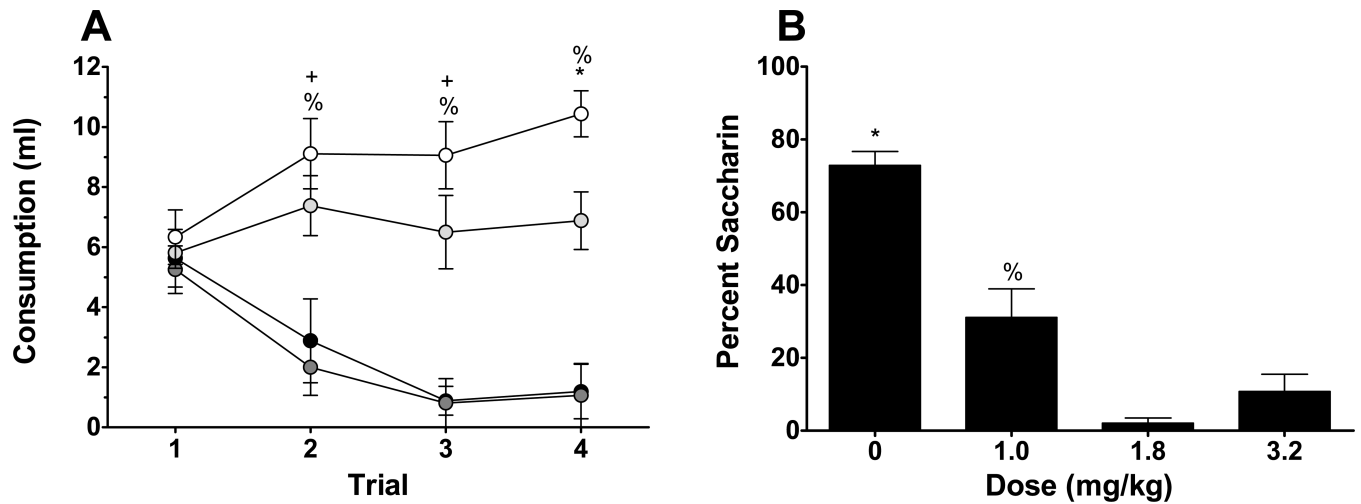 A
Consumption (ml)
12
10
8
6
4
2
0
+
%
+
%
%
*
1 2 3 4
Trial
B
Percent Saccharin
100
80
60
40
20
0
*
%
0 1.0 1.8 3.2
Dose (mg/kg)